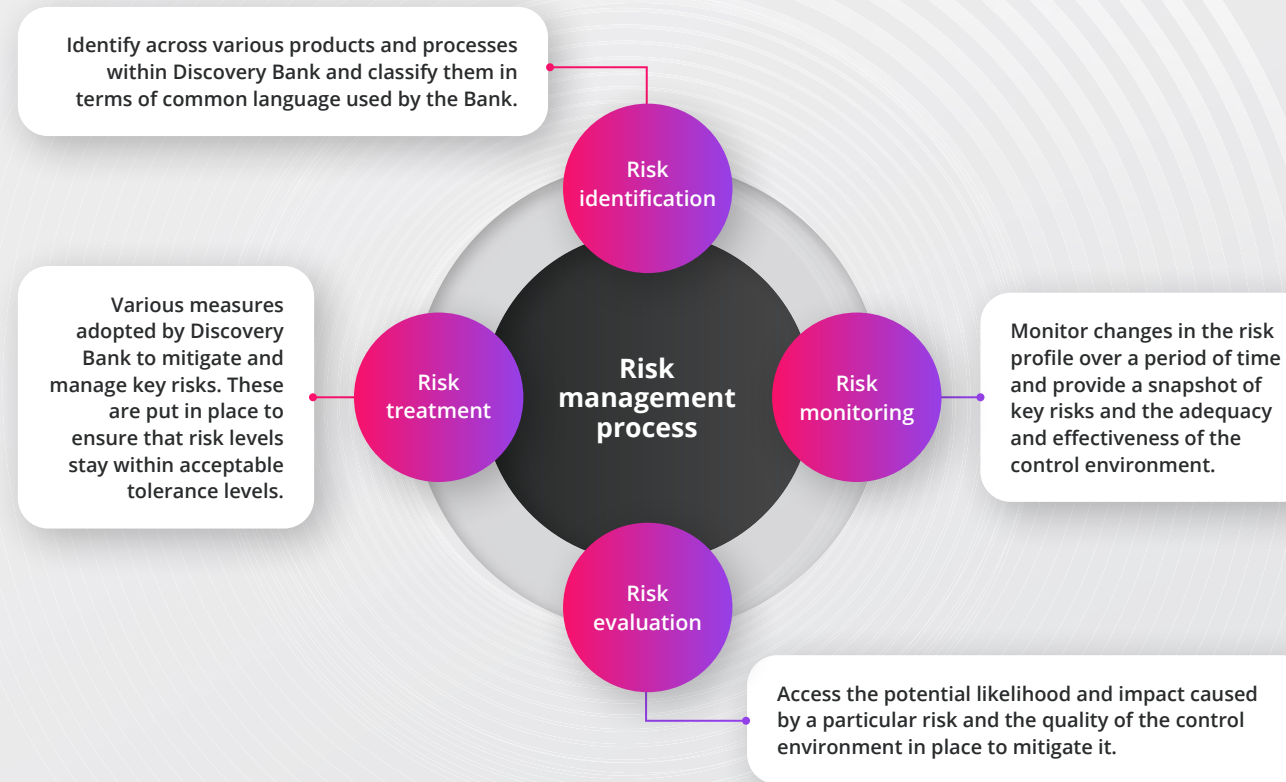 Identify across various products and processes
within Discovery Bank and classify them in
terms of common language used by the Bank.
Risk
identification
Various measures
adopted by Discovery
Bank to mitigate and
manage key risks. These
are put in place to
ensure that risk levels
stay within acceptable
tolerance levels.
Risk
treatment
Risk
management
process
Risk
monitoring
Monitor changes in the risk
profile over a period of time
and provide a snapshot of
key risks and the adequacy
and effectiveness of the
control environment.
Risk
evaluation
Access the potential likelihood and impact caused
by a particular risk and the quality of the control
environment in place to mitigate it.